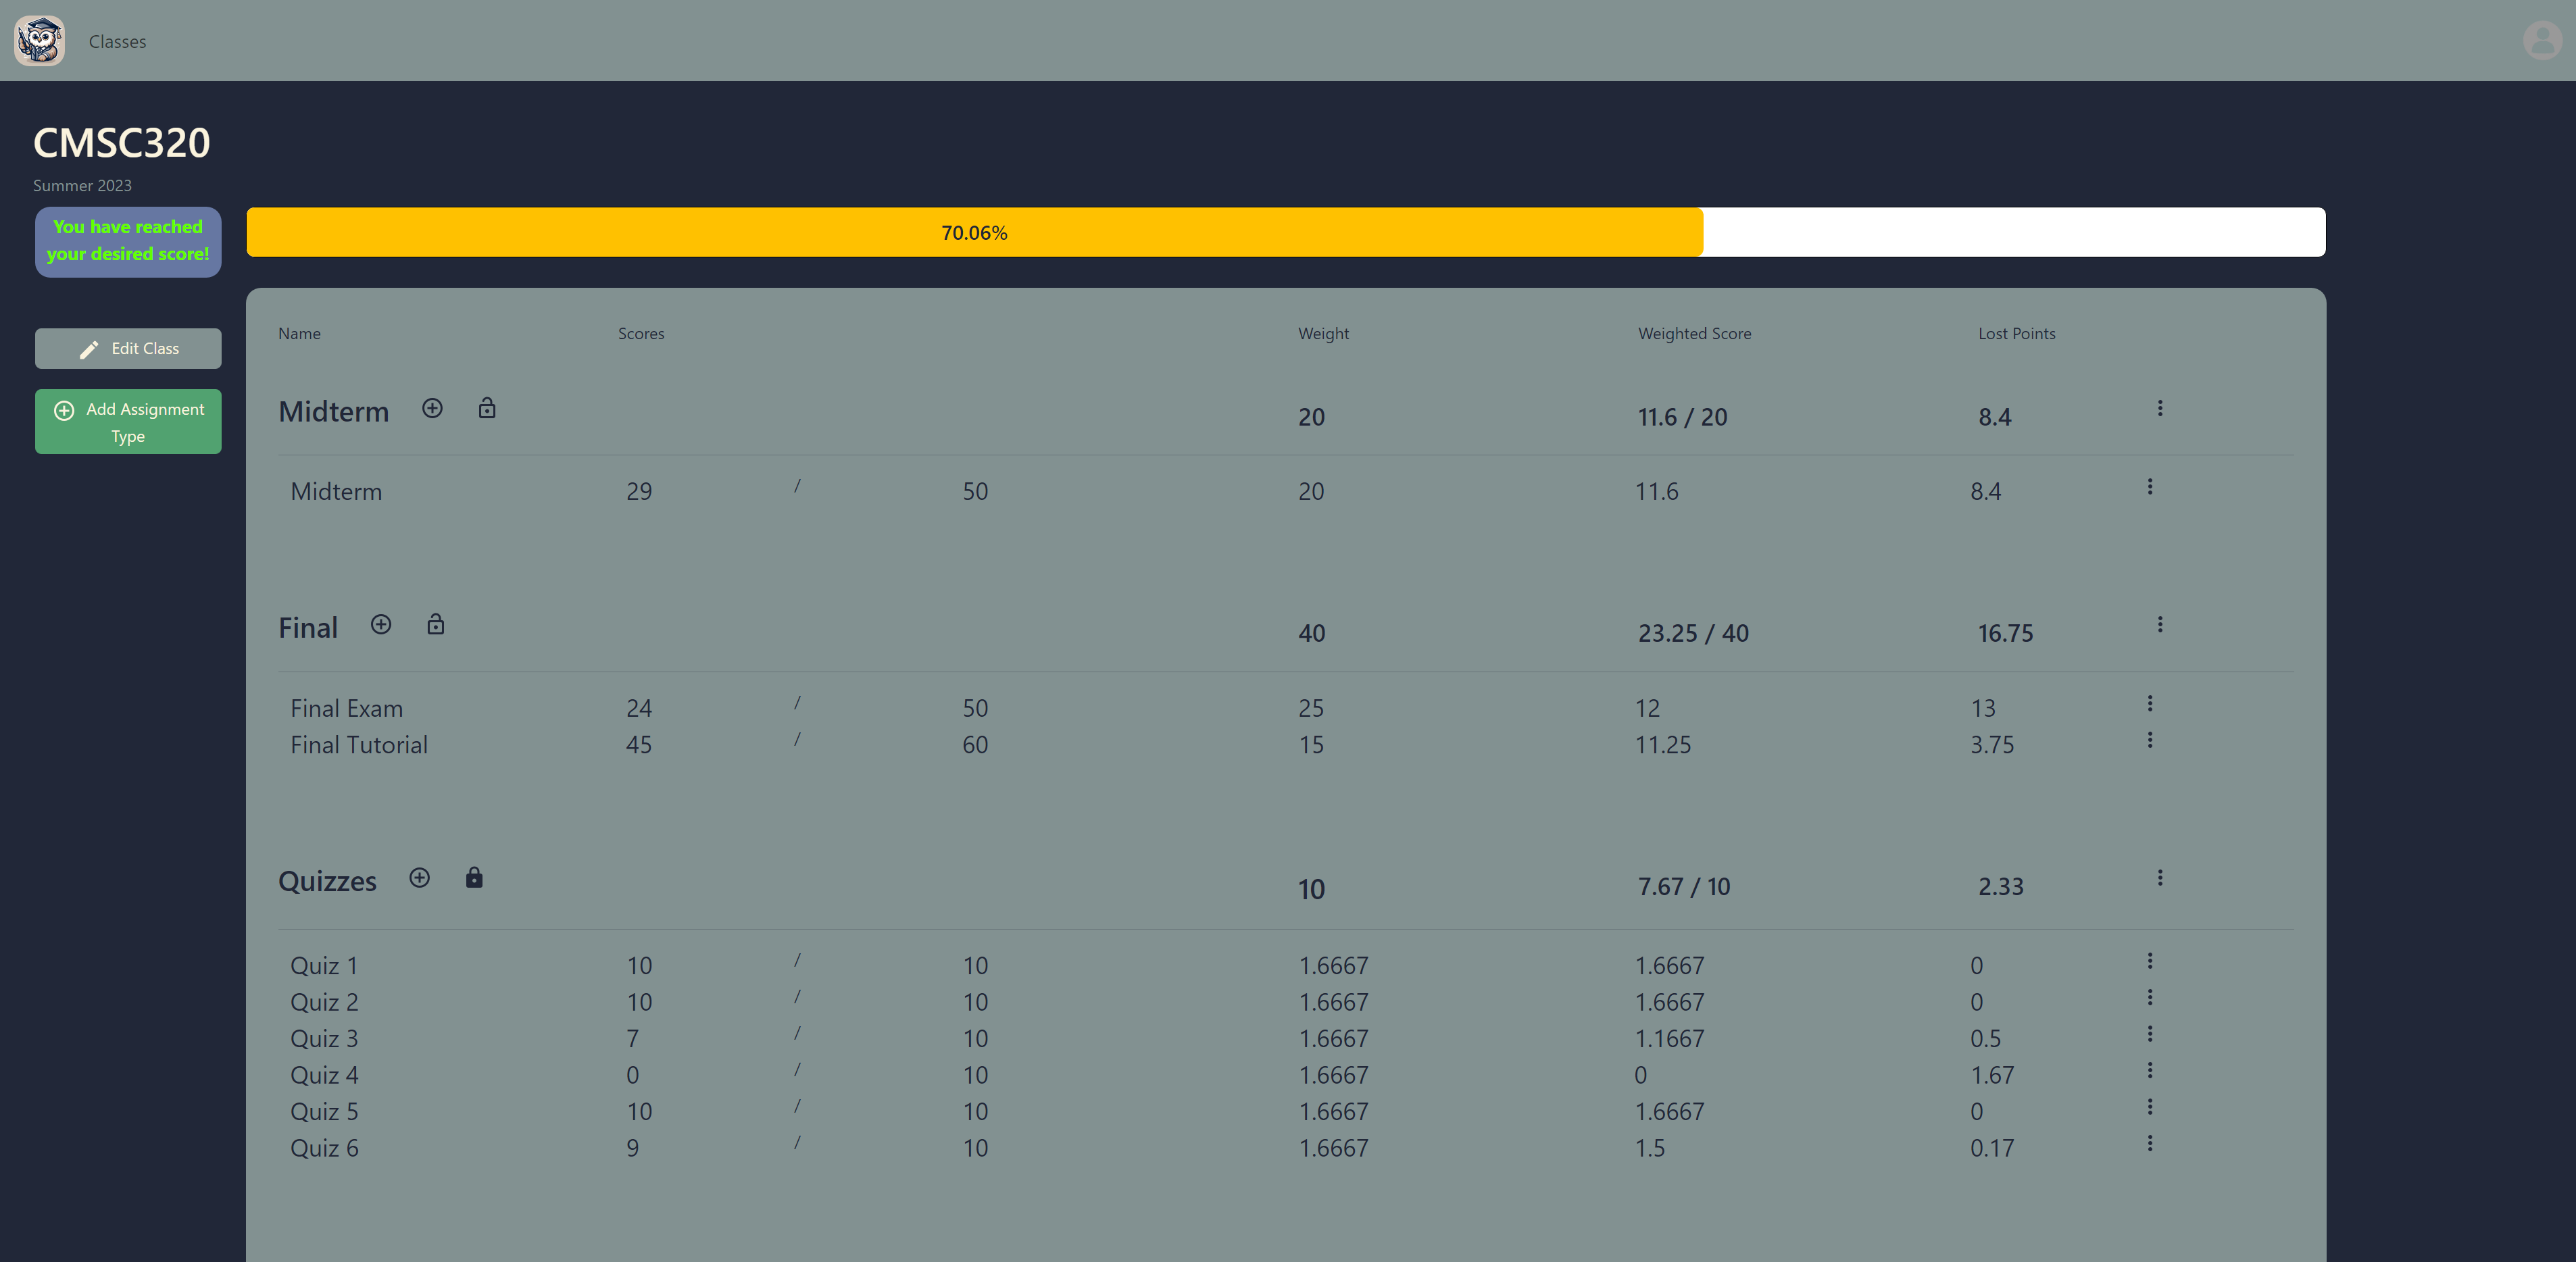 Classes
CMSC320
Summer 2023
You have reached
your desired score!
70.06%
Edit Class
Add Assignment
Type
Name Scores Weight Weighted Score Lost Points
Midterm 20 11.6 / 20 8.4
Midterm 29 / 50 20 11.6 8.4
Final 40 23.25 / 40 16.75
Final Exam 24 / 50 25 12 13
Final Tutorial 45 / 60 15 11.25 3.75
Quizzes 10 7.67 / 10 2.33
Quiz 1 10 / 10 1.6667 1.6667 0
Quiz 2 10 / 10 1.6667 1.6667 0
Quiz 3 7 / 10 1.6667 1.1667 0.5
Quiz 4 0 / 10 1.6667 0 1.67
Quiz 5 10 / 10 1.6667 1.6667 0
Quiz 6 9 / 10 1.6667 1.5 0.17